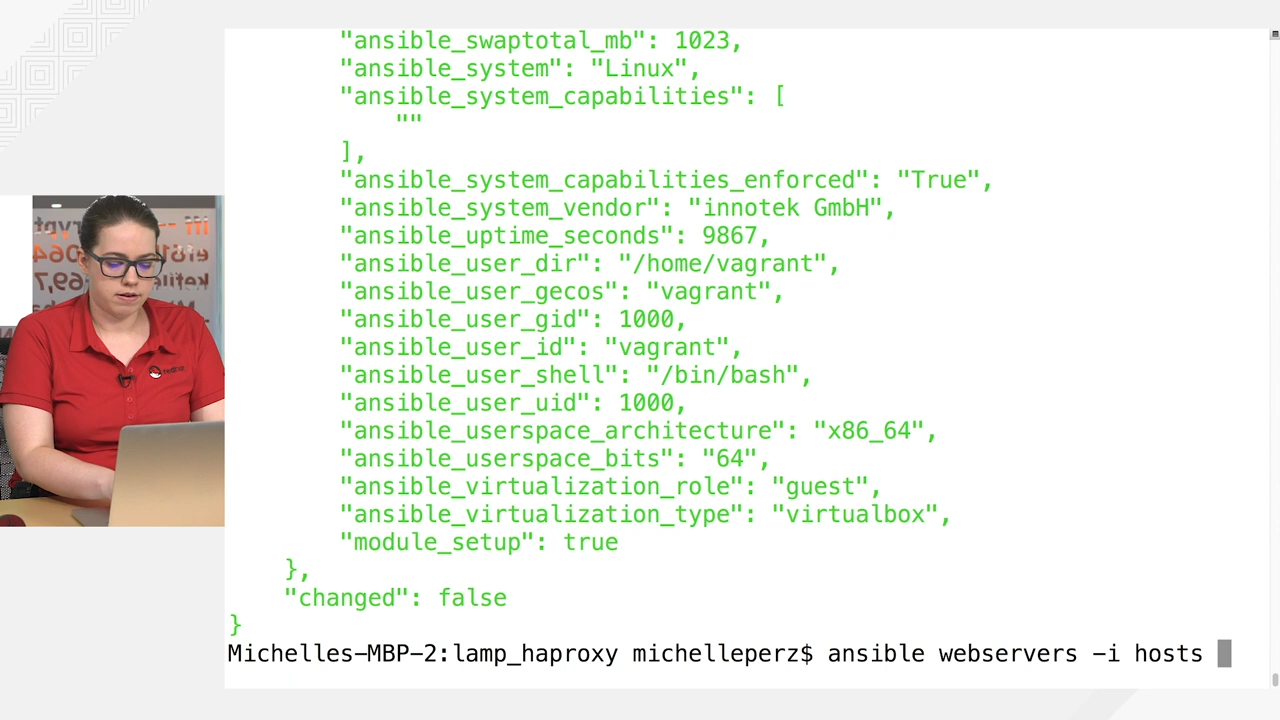 "ansible_swaptotal_mb": 1023,
"ansible_system": "Linux",
"ansible_system_capabilities": [
""
],
"ansible_system_capabilities_enforced": "True",
"ansible_system_vendor": "innotek GmbH",
"ansible_uptime_seconds": 9867,
"ansible_user_dir": "/home/vagrant",
"ansible_user_gecos": "vagrant",
"ansible_user_gid": 1000,
"ansible_user_id": "vagrant",
"ansible_user_shell": "/bin/bash",
"ansible_user_uid": 1000,
"ansible_userspace_architecture": "x86_64",
"ansible_userspace_bits": "64",
"ansible_virtualization_role": "guest",
"ansible_virtualization_type": "virtualbox",
"module_setup": true
},
"changed": false
}
Michelles-MBP-2:lamp_haproxy michelleperz$ ansible webservers -i hosts